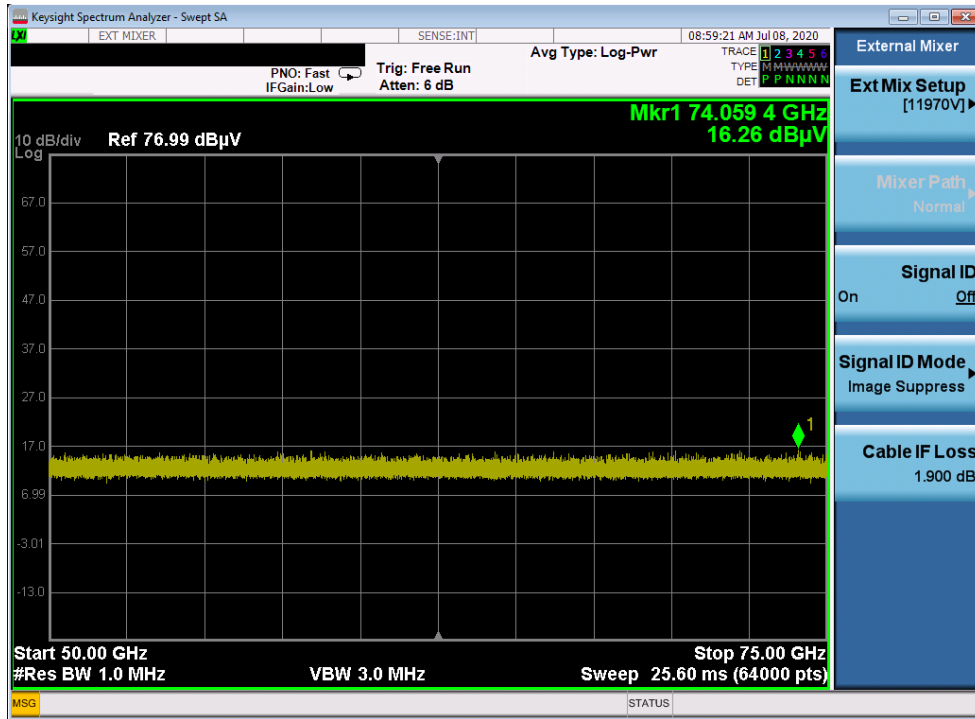 Keysight Spectrum Analyzer - Swept SA
LXI EXT MIXER SENSE:INT 08:59:21 AM Jul 08, 2020
Avg Type: Log-Pwr
TRACE 1 2 3 4 5 6
TYPE M M W W W W
DET P P N N N N
PNO: Fast
IFGain:Low
Trig: Free Run
Atten: 6 dB
Mkr1 74.059 4 GHz
16.26 dBµV
10 dB/div Ref 76.99 dBµV
Log
67.0
57.0
47.0
37.0
27.0
17.0
6.99
-3.01
-13.0
1
Start 50.00 GHz
Stop 75.00 GHz
#Res BW 1.0 MHz
VBW 3.0 MHz
Sweep 25.60 ms (64000 pts)
MSG
STATUS
External Mixer
Ext Mix Setup
[11970V]
Mixer Path
Normal
Signal ID
On Off
Signal ID Mode
Image Suppress
Cable IF Loss
1.900 dB